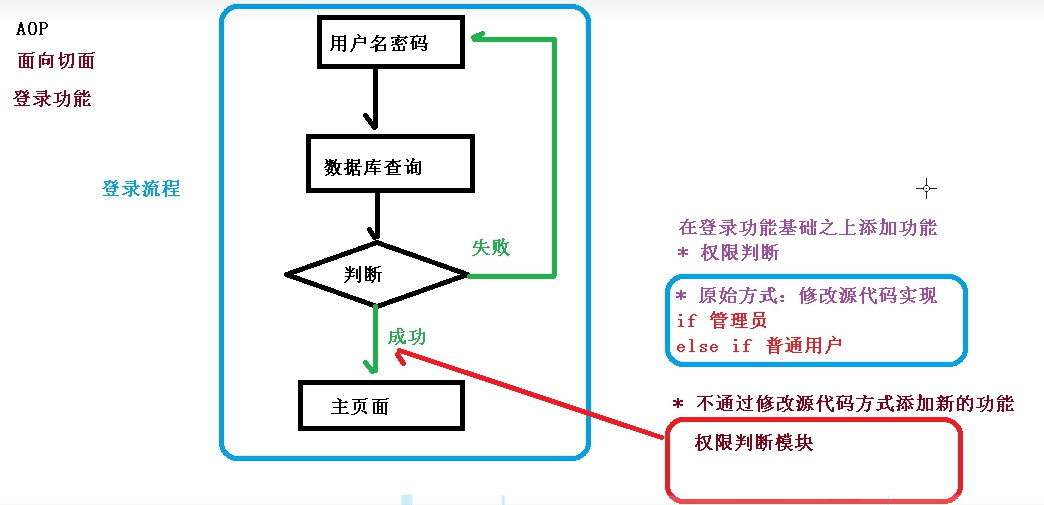 AOP
面向切面
登录功能
登录流程
用户名密码
数据库查询
判断
失败
成功
主页面
在登录功能基础之上添加功能
* 权限判断
* 原始方式：修改源代码实现
if 管理员
else if 普通用户
* 不通过修改源代码方式添加新的功能
权限判断模块